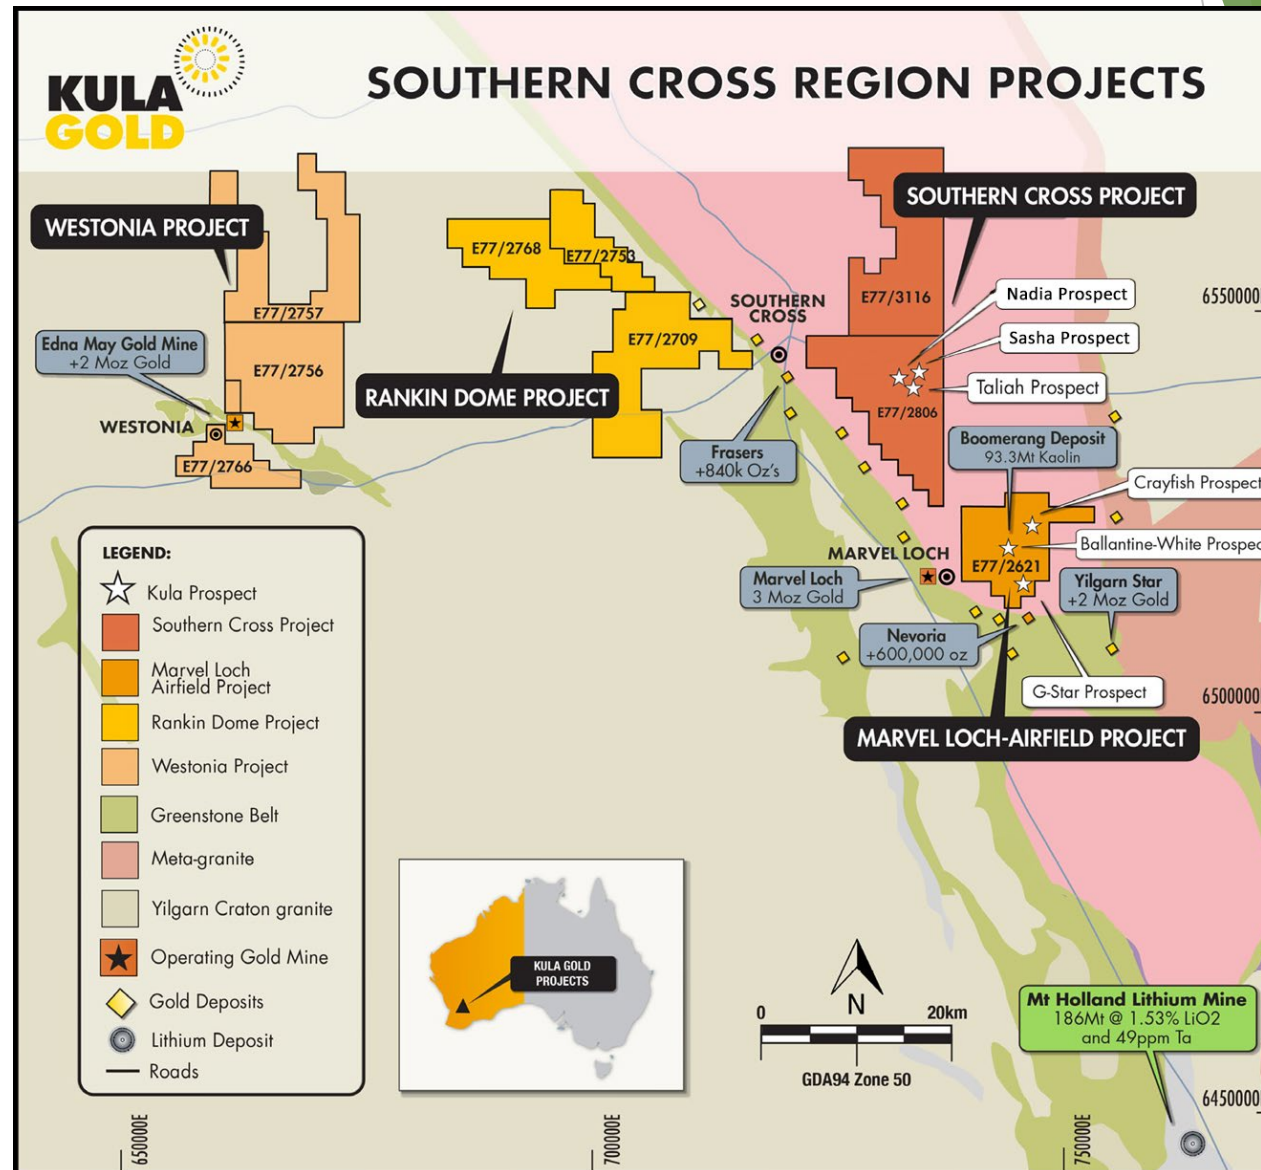 KULA
GOLD
SOUTHERN CROSS REGION PROJECTS
WESTONIA PROJECT
SOUTHERN CROSS PROJECT
E77/2768
E77/2753
E77/3116
E77/2757
Nadia Prospect
6550000
SOUTHERN
CROSS
Edna May Gold Mine
+2 Moz Gold
E77/2709
Sasha Prospect
E77/2756
RANKIN DOME PROJECT
Taliah Prospect
E77/2806
WESTONIA
Frasers
+840k Oz's
Boomerang Deposit
93.3Mt Kaolin
E77/2766
Crayfish Prospect
Ballantine-White Prospec
MARVEL LOCH
E77/2621
Marvel Loch
3 Moz Gold
Yilgarn Star
+2 Moz Gold
Nevoria
+600,000 oz
G-Star Prospect
6500000
MARVEL LOCH-AIRFIELD PROJECT
LEGEND:
Kula Prospect
Southern Cross Project
Marvel Loch
Airfield Project
Rankin Dome Project
Westonia Project
Greenstone Belt
Meta-granite
Yilgarn Craton granite
Operating Gold Mine
Gold Deposits
Lithium Deposit
Roads
KULA GOLD
PROJECTS
N
0
20km
GDA94 Zone 50
Mt Holland Lithium Mine
186Mt @ 1.53% LiO2
and 49ppm Ta
6450000
650000E
700000E
750000E